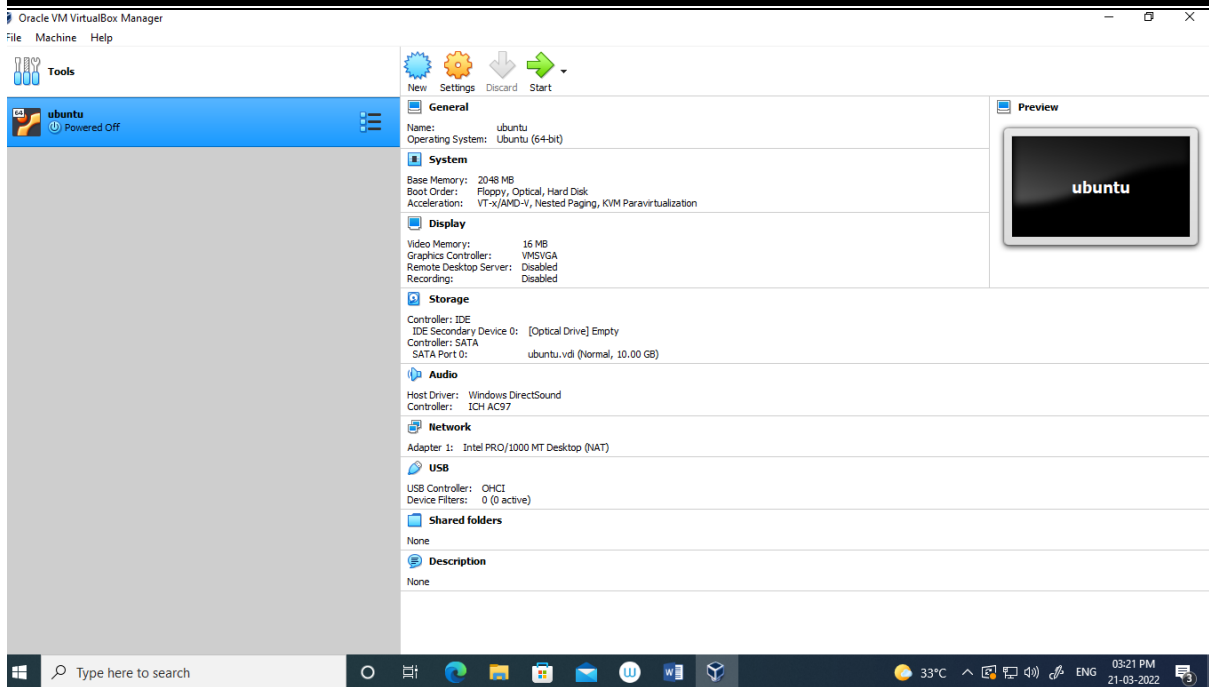 Oracle VM VirtualBox Manager
File Machine Help
Tools
New Settings Discard Start
64 ubuntu
Powered Off
General
Name: ubuntu
Operating System: Ubuntu (64-bit)
Preview
ubuntu
System
Base Memory: 2048 MB
Boot Order: Floppy, Optical, Hard Disk
Acceleration: VT-x/AMD-V, Nested Paging, KVM Paravirtualization
Display
Video Memory: 16 MB
Graphics Controller: VMSVGA
Remote Desktop Server: Disabled
Recording: Disabled
Storage
Controller: IDE
IDE Secondary Device 0: [Optical Drive] Empty
Controller: SATA
SATA Port 0: ubuntu.vdi (Normal, 10.00 GB)
Audio
Host Driver: Windows DirectSound
Controller: ICH AC97
Network
Adapter 1: Intel PRO/1000 MT Desktop (NAT)
USB
USB Controller: OHCI
Device Filters: 0 (0 active)
Shared folders
None
Description
None
Type here to search
33°C ENG 03:21 PM
21-03-2022
3